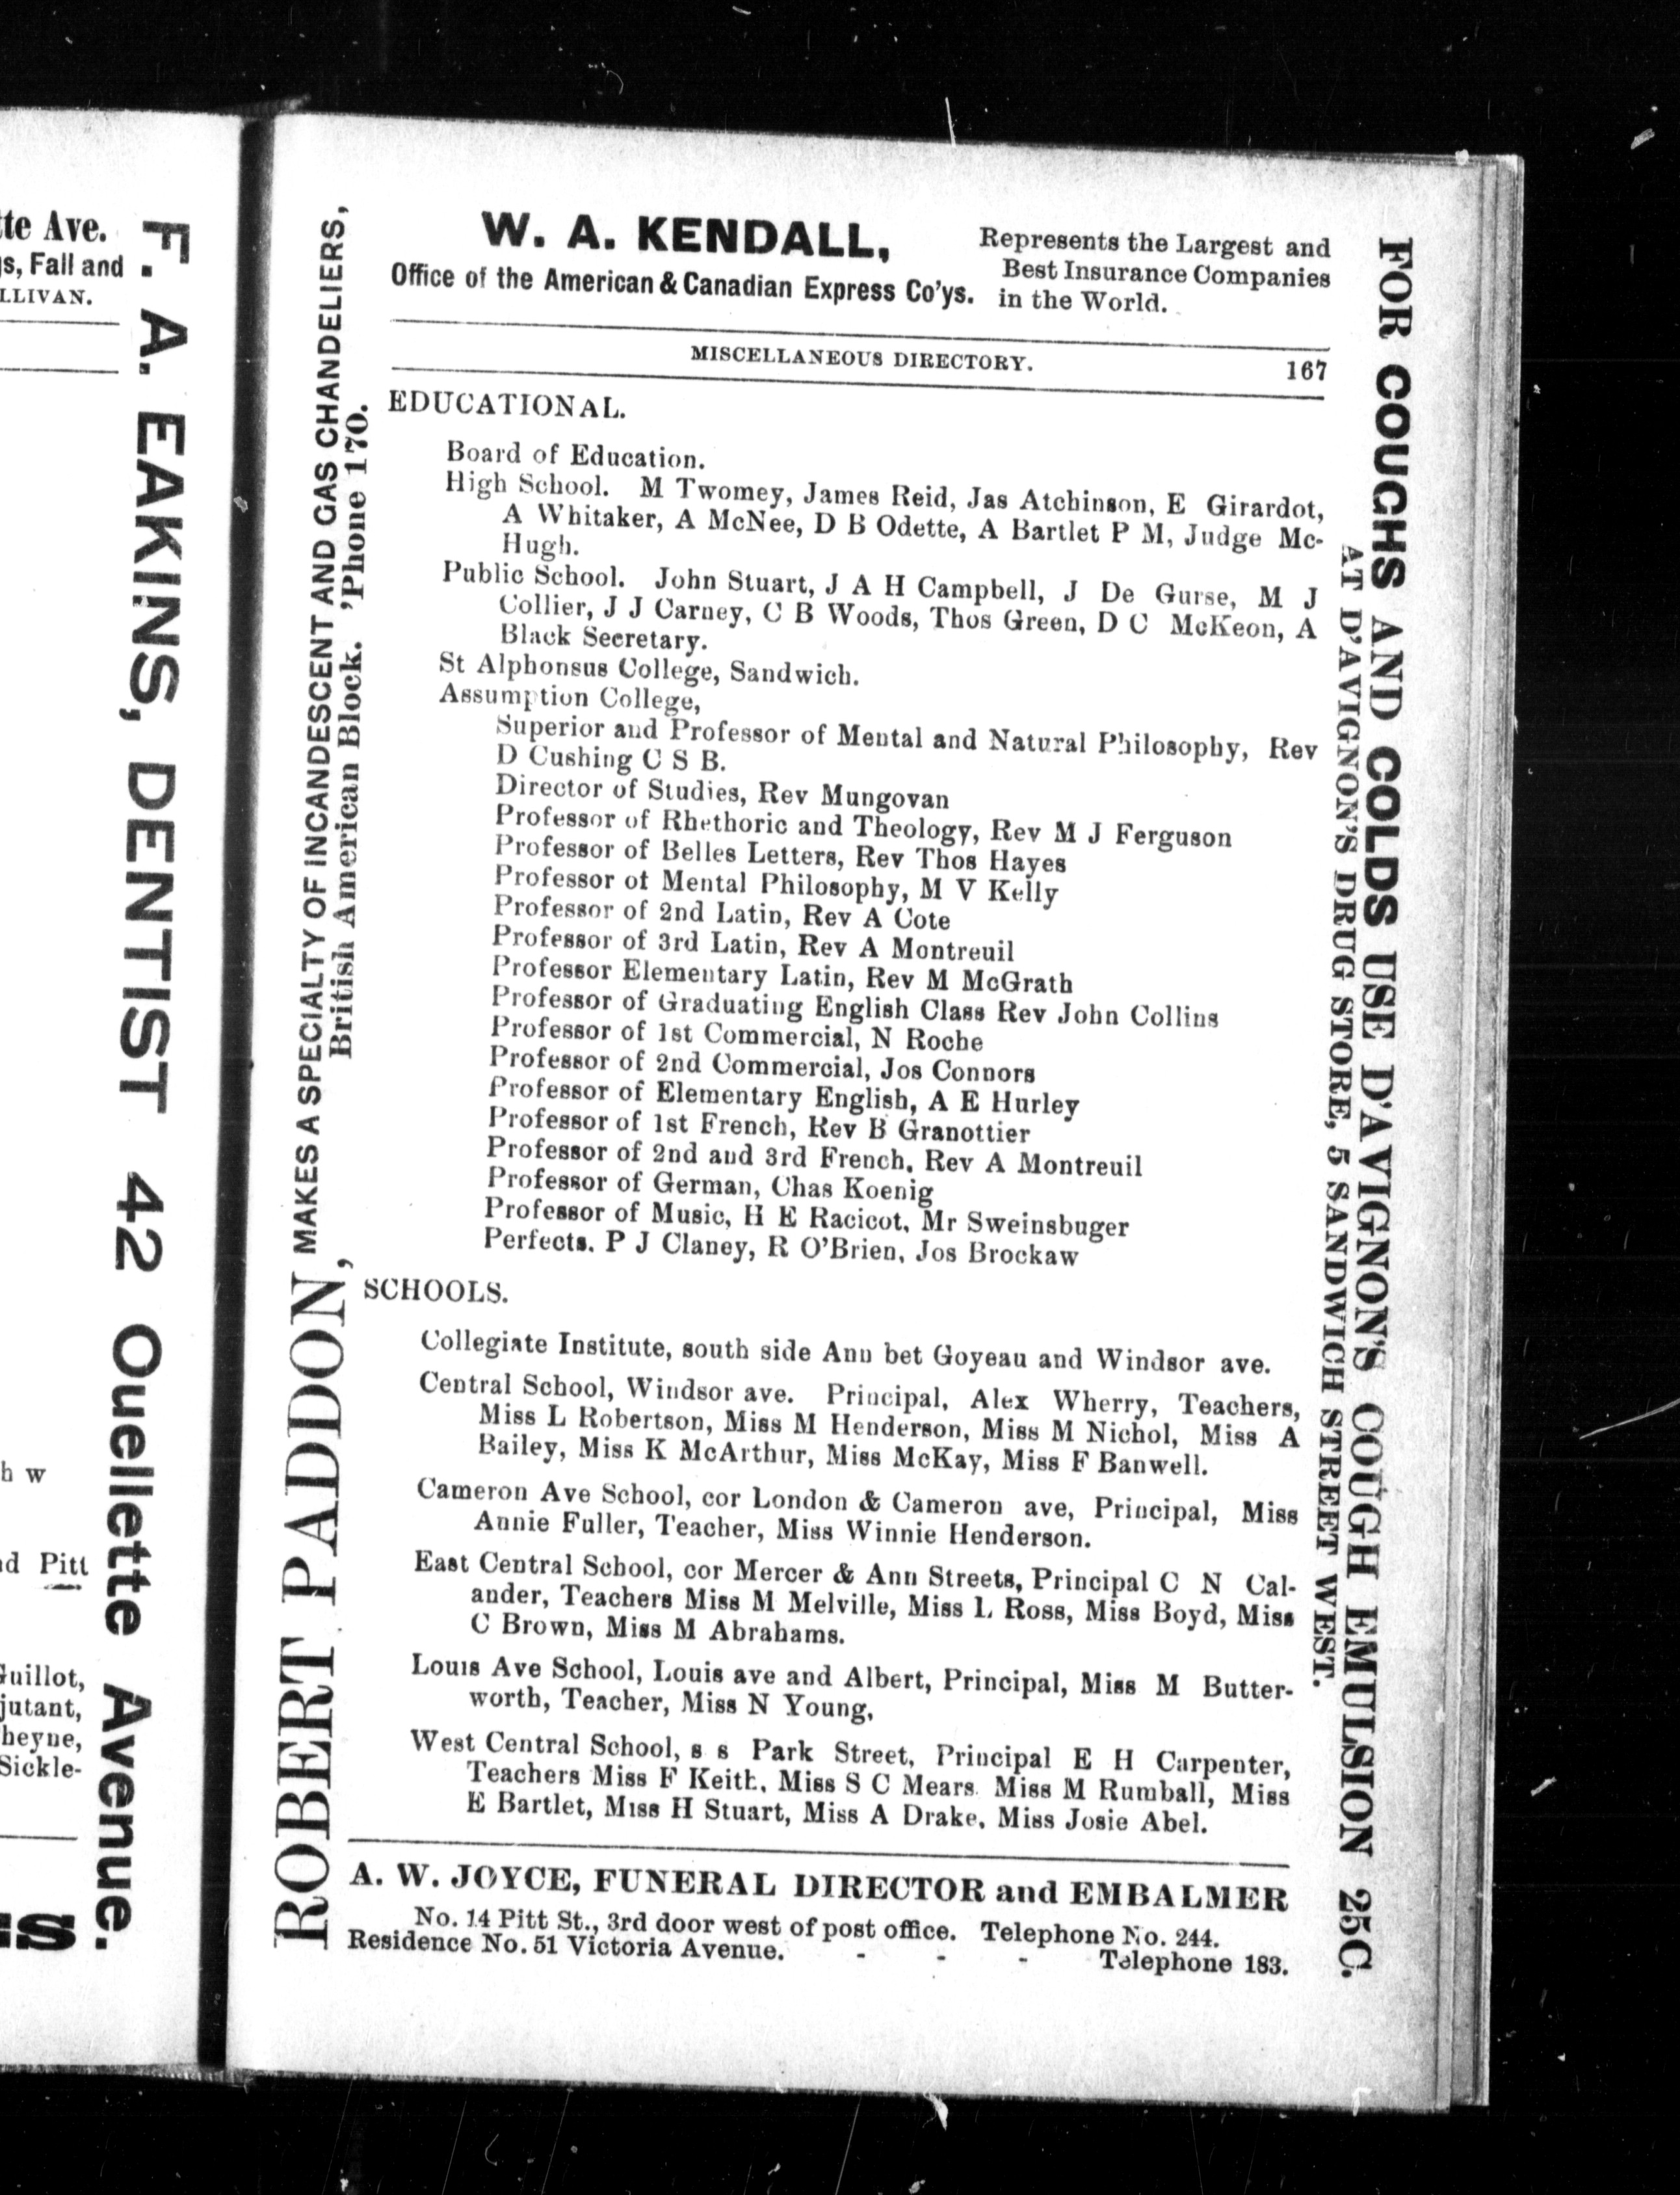 tte Ave.
s, Fall and
LLIVAN.
h w
d Pitt
Guillot,
jutant,
heyne,
Sickle-
F. A. EAKINS, DENTIST 42 Ouellette Avenue.
ROBERT PADDON, MAKES A SPECIALTY OF INCANDESCENT AND GAS CHANDELIERS,
British American Block. 'Phone 170.
W. A. KENDALL,
Office of the American & Canadian Express Co'ys.
Represents the Largest and
Best Insurance Companies
in the World.
MISCELLANEOUS DIRECTORY. 167
EDUCATIONAL.
Board of Education.
High School. M Twomey, James Reid, Jas Atchinson, E Girardot,
A Whitaker, A McNee, D B Odette, A Bartlet P M, Judge Mc-
Hugh.
Public School. John Stuart, J A H Campbell, J De Gurse, M J
Collier, J J Carney, C B Woods, Thos Green, D C McKeon, A
Black Secretary.
St Alphonsus College, Sandwich.
Assumption College,
Superior and Professor of Mental and Natural Philosophy, Rev
D Cushing C S B.
Director of Studies, Rev Mungovan
Professor of Rhethoric and Theology, Rev M J Ferguson
Professor of Belles Letters, Rev Thos Hayes
Professor ot Mental Philosophy, M V Kelly
Professor of 2nd Latin, Rev A Cote
Professor of 3rd Latin, Rev A Montreuil
Professor Elementary Latin, Rev M McGrath
Professor of Graduating English Class Rev John Collins
Professor of 1st Commercial, N Roche
Professor of 2nd Commercial, Jos Connors
Professor of Elementary English, A E Hurley
Professor of 1st French, Rev B Granottier
Professor of 2nd and 3rd French, Rev A Montreuil
Professor of German, Chas Koenig
Professor of Music, H E Racicot, Mr Sweinsbuger
Perfects. P J Claney, R O'Brien, Jos Brockaw
SCHOOLS.
Collegiate Institute, south side Ann bet Goyeau and Windsor ave.
Central School, Windsor ave. Principal, Alex Wherry, Teachers,
Miss L Robertson, Miss M Henderson, Miss M Nichol, Miss A
Bailey, Miss K McArthur, Miss McKay, Miss F Banwell.
Cameron Ave School, cor London & Cameron ave, Principal, Miss
Annie Fuller, Teacher, Miss Winnie Henderson.
East Central School, cor Mercer & Ann Streets, Principal C N Cal-
ander, Teachers Miss M Melville, Miss L Ross, Miss Boyd, Miss
C Brown, Miss M Abrahams.
Louis Ave School, Louis ave and Albert, Principal, Miss M Butter-
worth, Teacher, Miss N Young,
West Central School, s s Park Street, Principal E H Carpenter,
Teachers Miss F Keith, Miss S C Mears. Miss M Rumball, Miss
E Bartlet, Miss H Stuart, Miss A Drake, Miss Josie Abel.
A. W. JOYCE, FUNERAL DIRECTOR and EMBALMER
No. 14 Pitt St., 3rd door west of post office. Telephone No. 244.
Residence No. 51 Victoria Avenue. - - - Telephone 183.
FOR COUGHS AND COLDS USE D'AVIGNON'S COUGH EMULSION 25C.
AT D'AVIGNON'S DRUG STORE, 5 SANDWICH STREET WEST.